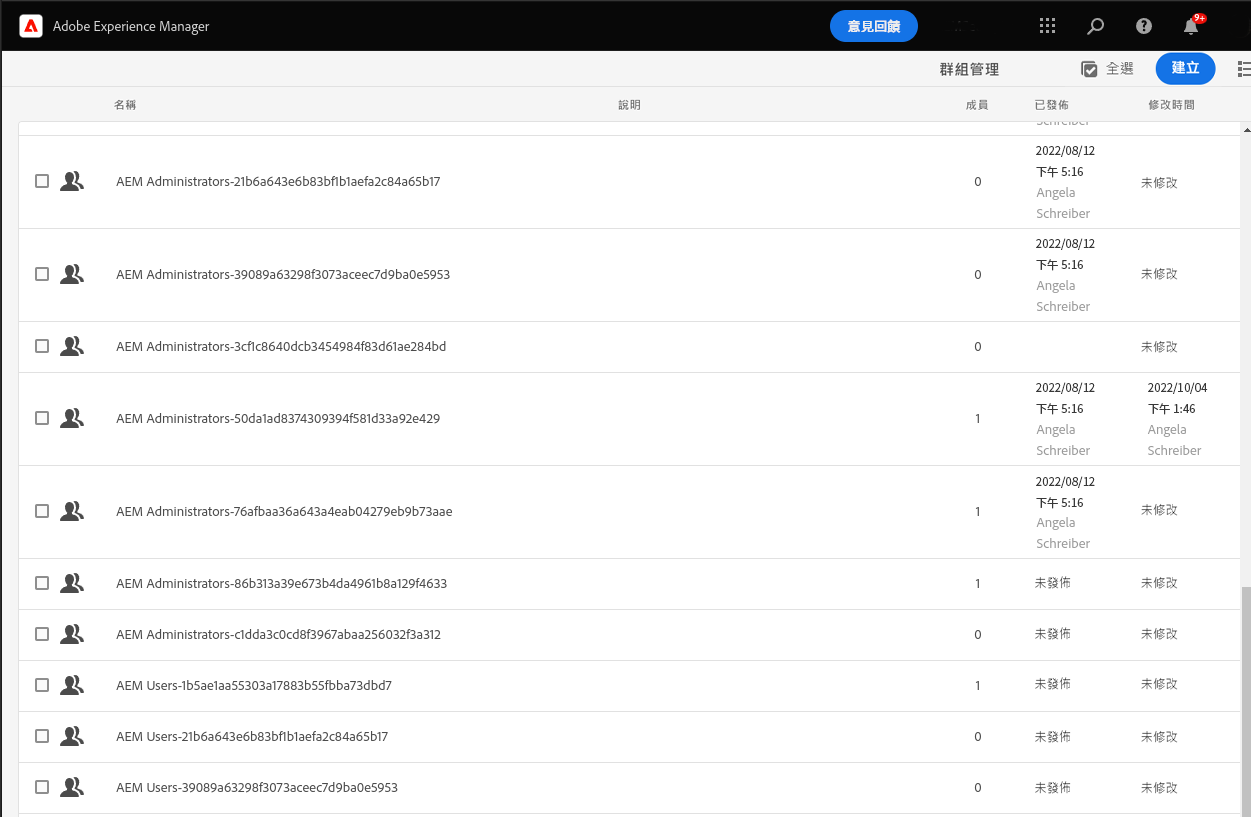 Adobe Experience Manager
意見回饋
9+
群組管理
全選
建立
名稱 說明 成員 已發佈 修改時間
Schreiber
AEM Administrators-21b6a643e6b83bf1b1aefa2c84a65b17 0 2022/08/12 未修改
下午 5:16
Angela
Schreiber
AEM Administrators-39089a63298f3073aceec7d9ba0e5953 0 2022/08/12 未修改
下午 5:16
Angela
Schreiber
AEM Administrators-3cf1c8640dcb3454984f83d61ae284bd 0 未修改
AEM Administrators-50da1ad8374309394f581d33a92e429 1 2022/08/12 2022/10/04
下午 5:16 下午 1:46
Angela Angela
Schreiber Schreiber
AEM Administrators-76afbaa36a643a4eab04279eb9b73aae 1 2022/08/12 未修改
下午 5:16
Angela
Schreiber
AEM Administrators-86b313a39e673b4da4961b8a129f4633 1 未發佈 未修改
AEM Administrators-c1dda3c0cd8f3967abaa256032f3a312 0 未發佈 未修改
AEM Users-1b5ae1aa55303a17883b55fbba73dbd7 1 未發佈 未修改
AEM Users-21b6a643e6b83bf1b1aefa2c84a65b17 0 未發佈 未修改
AEM Users-39089a63298f3073aceec7d9ba0e5953 0 未發佈 未修改